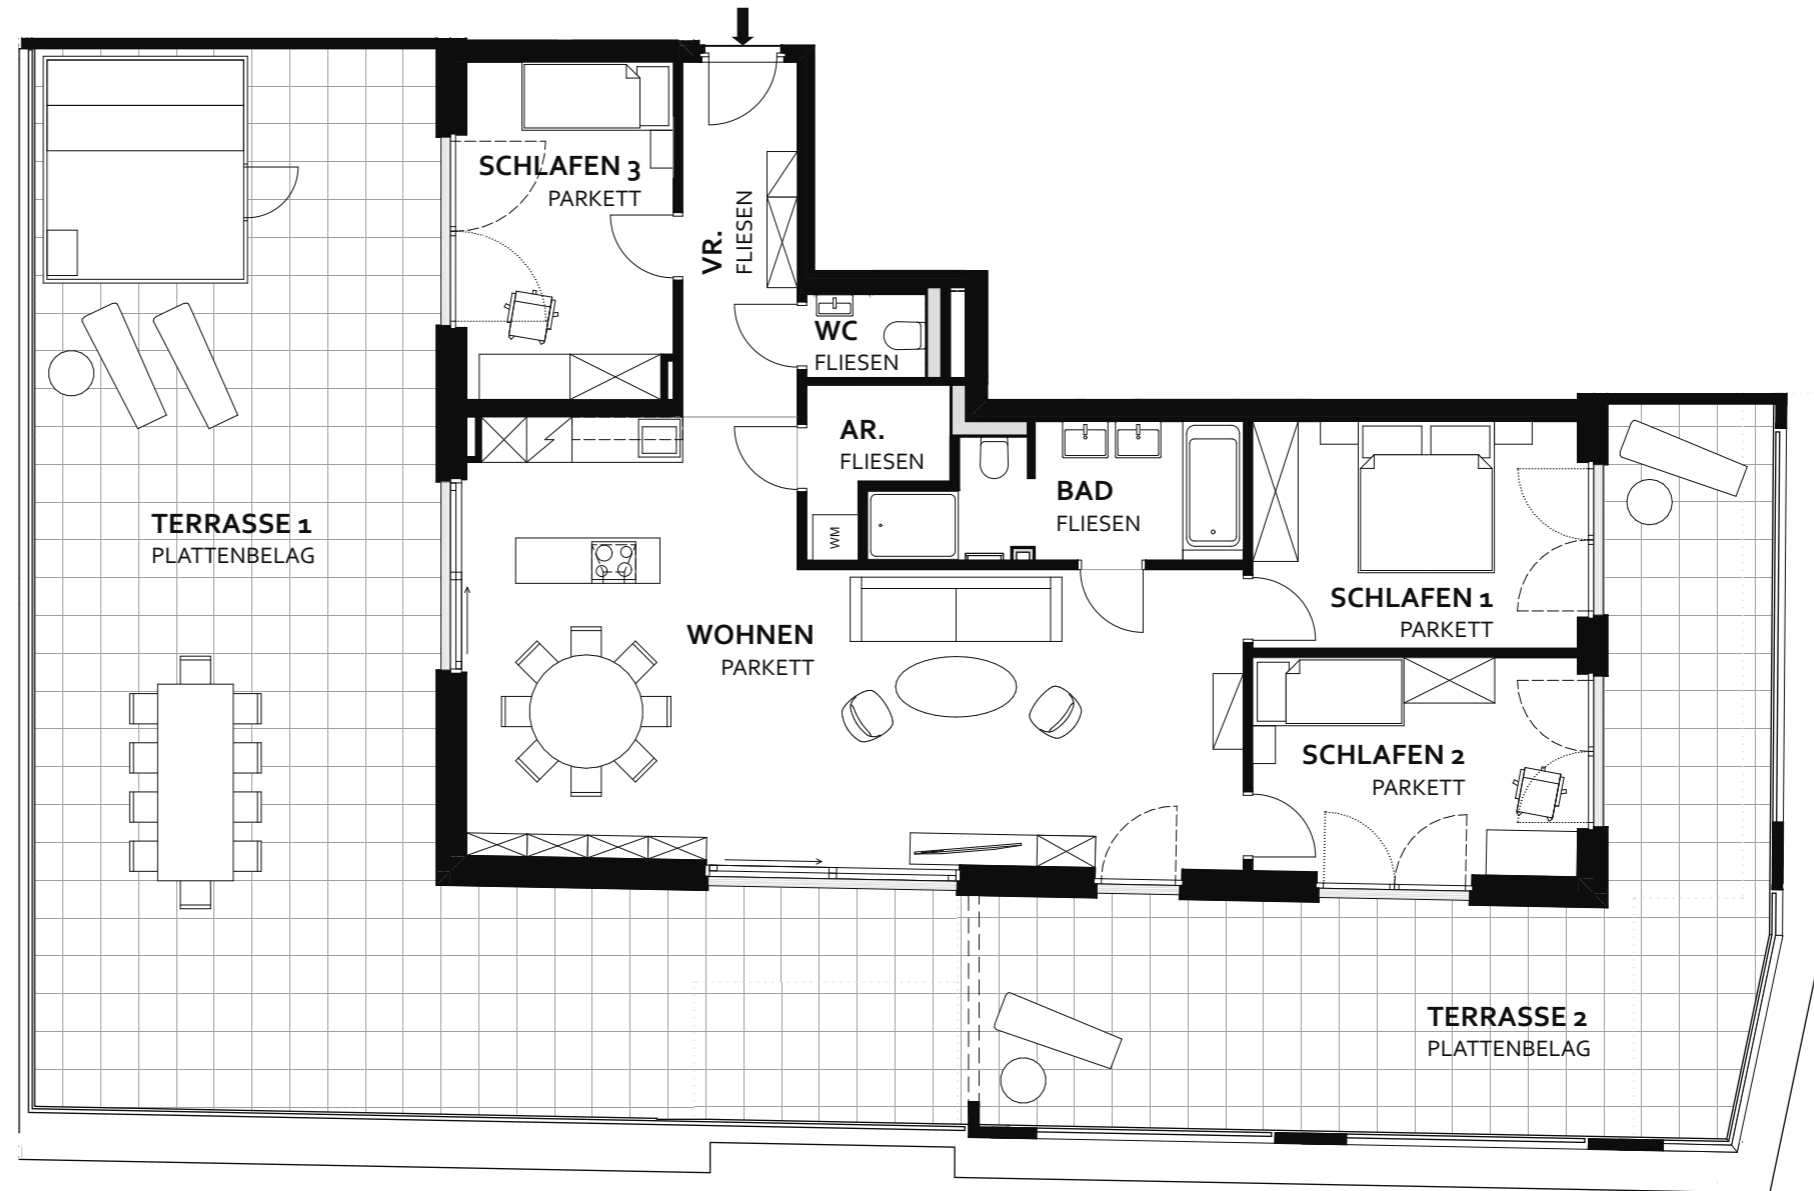 SCHLAFEN 3
PARKETT
VR.
FLIESEN
WC
FLIESEN
AR.
FLIESEN
WM
BAD
FLIESEN
TERRASSE 1
PLATTENBELAG
WOHNEN
PARKETT
SCHLAFEN 1
PARKETT
SCHLAFEN 2
PARKETT
TERRASSE 2
PLATTENBELAG